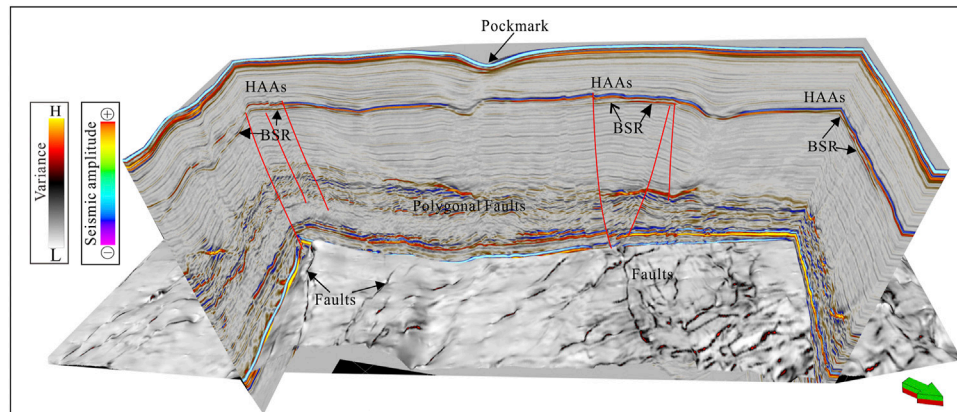 Pockmark
HAAs
HAAs
HAAs
BSR
BSR
BSR
H
Variance
L
⊕
Seismic amplitude
⊖
Polygonal Faults
Faults
Faults